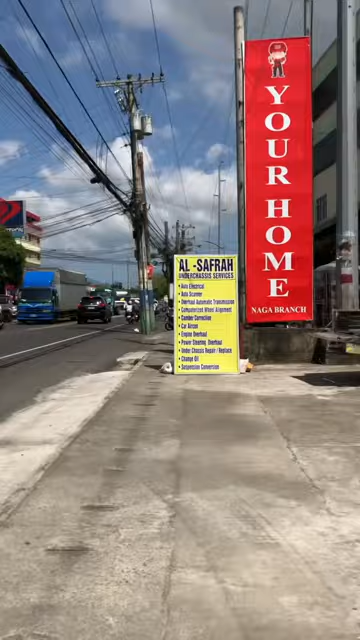 YOUR HOME
NAGA BRANCH
AL-SAFRAH
UNDERCHASSIS SERVICES
• Auto Electrical
• Auto Scanner
• Overhaul Automatic Transmission
• Computerized Wheel Alignment
• Camber Correction
• Car Aircon
• Engine Overhaul
• Power Steering Overhaul
• Under Chassis Repair / Replace
• Change Oil
• Suspension Conversion